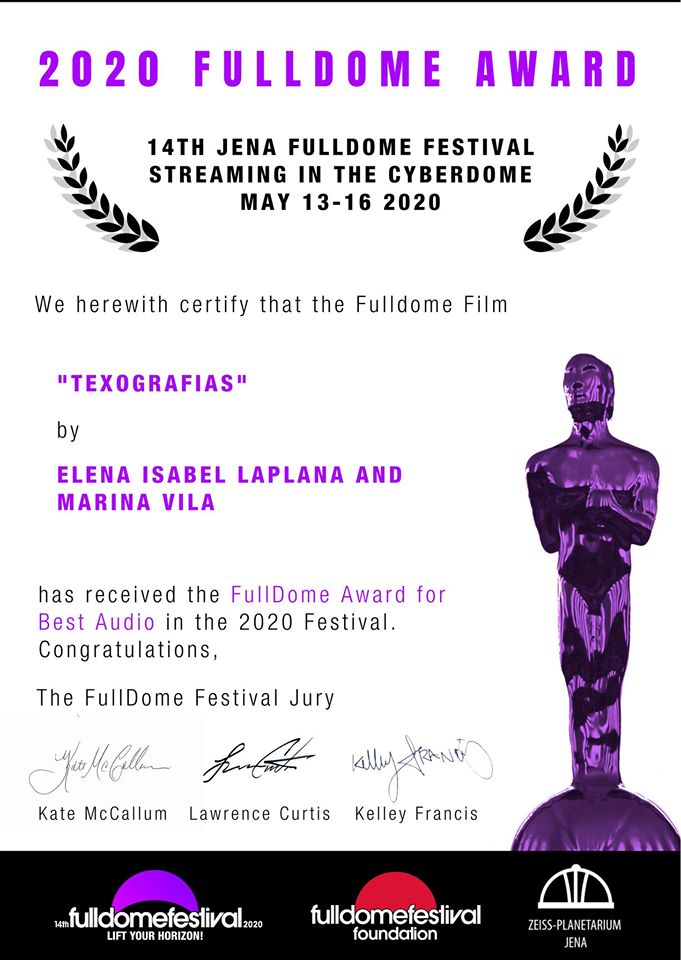 2020 FULLDOME AWARD
14TH JENA FULLDOME FESTIVAL
STREAMING IN THE CYBERDOME
MAY 13-16 2020
We herewith certify that the Fulldome Film
"TEXOGRAFIAS"
by
ELENA ISABEL LAPLANA AND
MARINA VILA
has received the FullDome Award for
Best Audio in the 2020 Festival.
Congratulations,
The FullDome Festival Jury
Kate McCallum
Kelley FRANCIS
Kate McCallum Lawrence Curtis Kelley Francis
14th fulldomefestival 2020
LIFT YOUR HORIZON!
fulldomefestival
foundation
ZEISS-PLANETARIUM
JENA